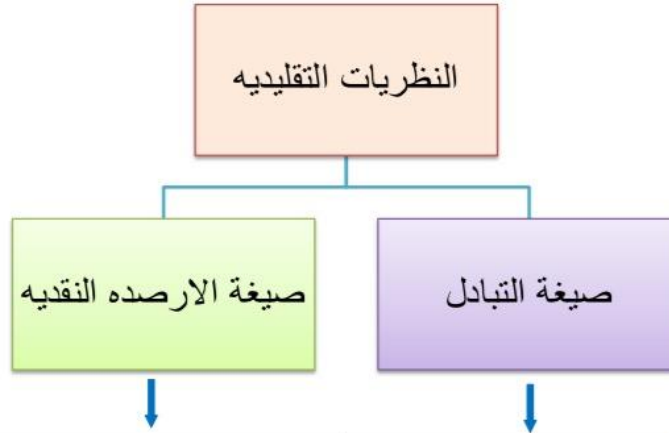 النظريات التقليديه
صيغة التبادل
صيغة الارصده النقديه